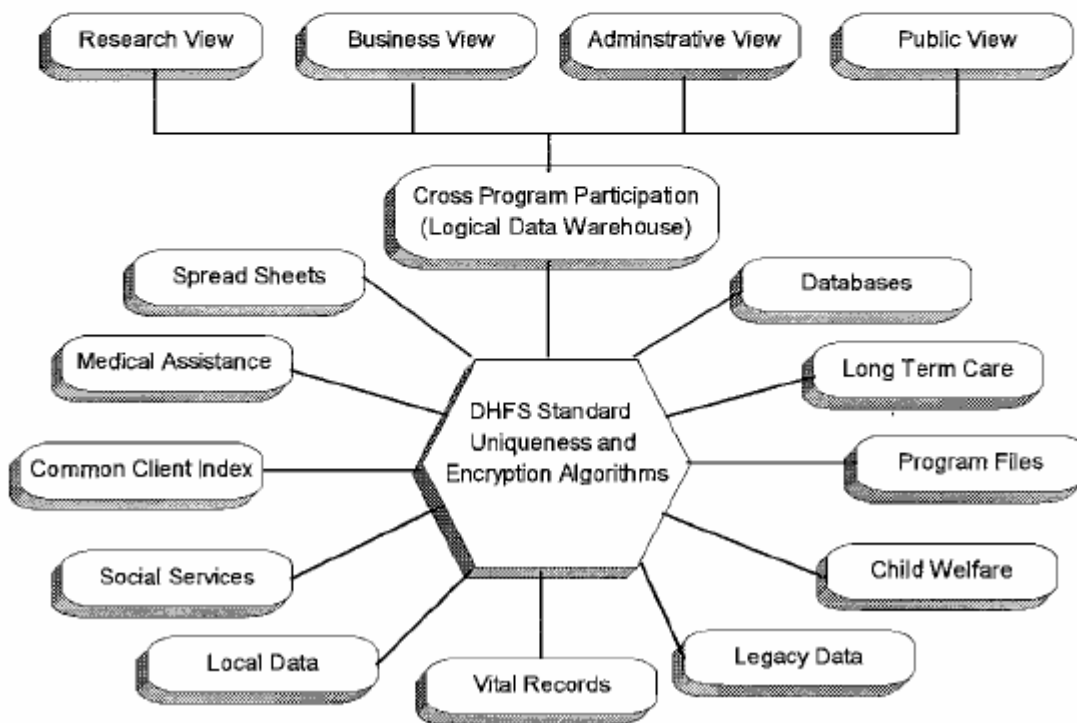 Research View
Business View
Adminstrative View
Public View
Cross Program Participation
(Logical Data Warehouse)
Spread Sheets
Databases
Medical Assistance
Long Term Care
DHFS Standard
Uniqueness and
Encryption Algorithms
Common Client Index
Program Files
Social Services
Child Welfare
Local Data
Vital Records
Legacy Data